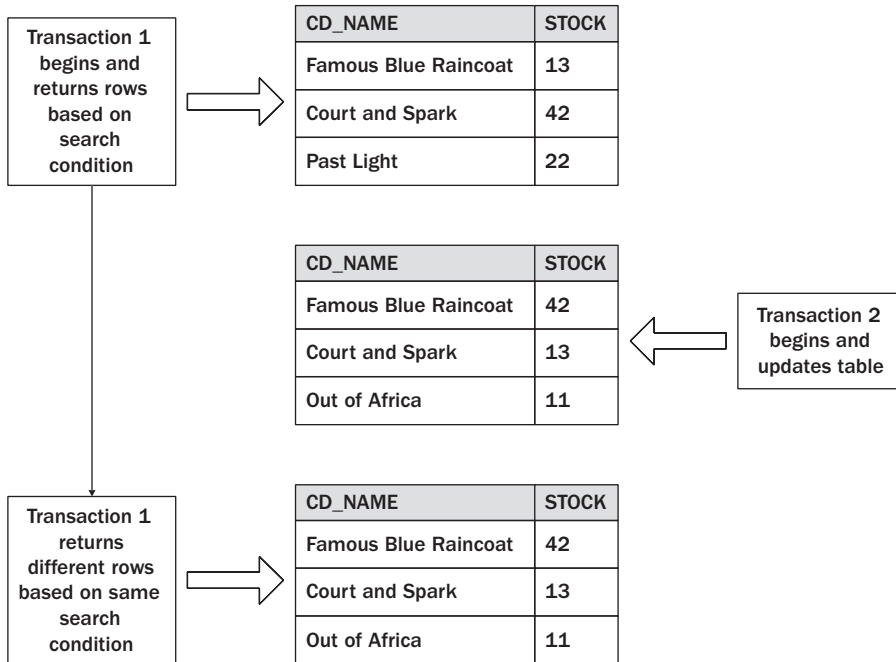 Transaction 1
begins and
returns rows
based on
search
condition
CD_NAME STOCK
Famous Blue Raincoat 13
Court and Spark 42
Past Light 22
CD_NAME STOCK
Famous Blue Raincoat 42
Court and Spark 13
Out of Africa 11
Transaction 2
begins and
updates table
Transaction 1
returns
different rows
based on same
search
condition
CD_NAME STOCK
Famous Blue Raincoat 42
Court and Spark 13
Out of Africa 11